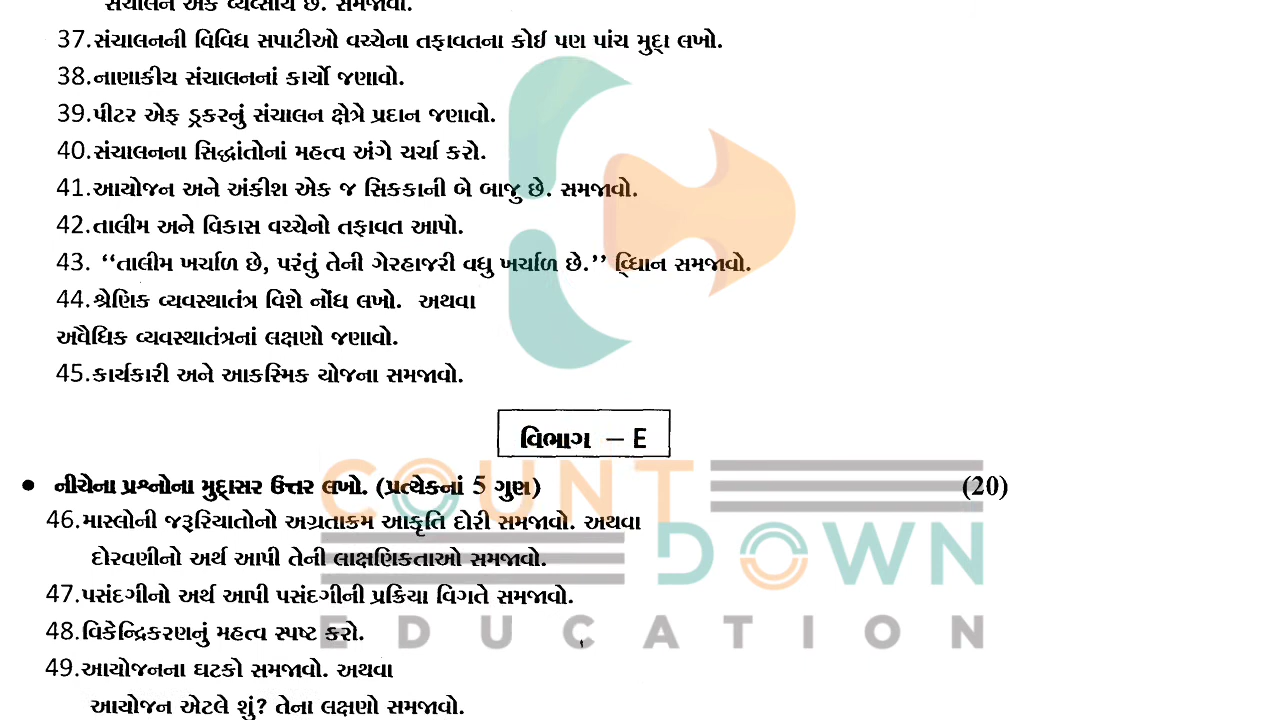 સંચાલન એક વ્યવસાય છે. સમજાવો.
37.સંચાલનની વિવિધ સપાટીઓ વચ્ચેના તફાવતના કોઈ પણ પાંચ મુદ્દા લખો.
38.નાણાકીય સંચાલનનાં કાર્યો જણાવો.
39.પીટર એફ ડ્રકરનું સંચાલન ક્ષેત્રે પ્રદાન જણાવો.
40.સંચાલનના સિદ્ધાંતોનાં મહત્વ અંગે ચર્ચા કરો.
41.આયોજન અને અંકીશ એક જ સિકકાની બે બાજુ છે. સમજાવો.
42.તાલીમ અને વિકાસ વચ્ચેનો તફાવત આપો.
43. “તાલીમ ખર્ચાળ છે, પરંતું તેની ગેરહાજરી વધુ ખર્ચાળ છે.” વિધાન સમજાવો.
44.શ્રેણિક વ્યવસ્થાતંત્ર વિશે નોંધ લખો. અથવા
અવૈધિક વ્યવસ્થાતંત્રનાં લક્ષણો જણાવો.
45.કાર્યકારી અને આકસ્મિક યોજના સમજાવો.
વિભાગ – E
• નીચેના પ્રશ્નોના મુદ્દાસર ઉત્તર લખો. (પ્રત્યેકનાં 5 ગુણ) (20)
46.માસ્લોની જરૂરિયાતોનો અગ્રતાક્રમ આકૃતિ દોરી સમજાવો. અથવા
દોરવણીનો અર્થ આપી તેની લાક્ષણિકતાઓ સમજાવો.
47.પસંદગીનો અર્થ આપી પસંદગીની પ્રક્રિયા વિગતે સમજાવો.
48.વિકેન્દ્રિકરણનું મહત્વ સ્પષ્ટ કરો.
49.આયોજનના ઘટકો સમજાવો. અથવા
આયોજન એટલે શું? તેના લક્ષણો સમજાવો.
COUNT
DOWN
EDUCATION